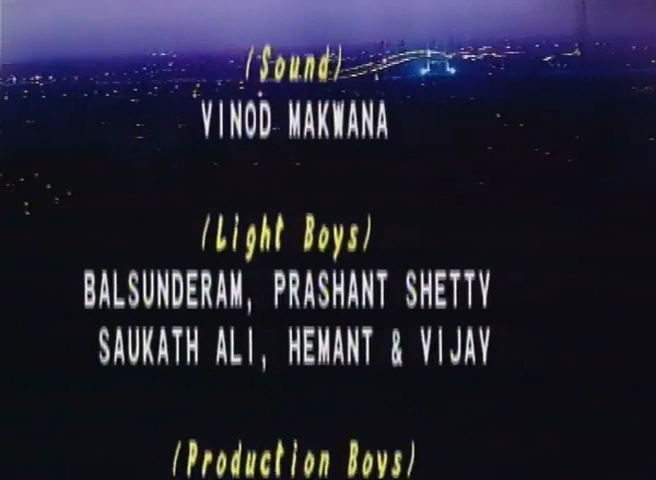 (Sound)
VINOD MAKWANA
(Light Boys)
BALSUNDERAM, PRASHANT SHETTY
SAUKATH ALI, HEMANT & VIJAY
(Production Boys)